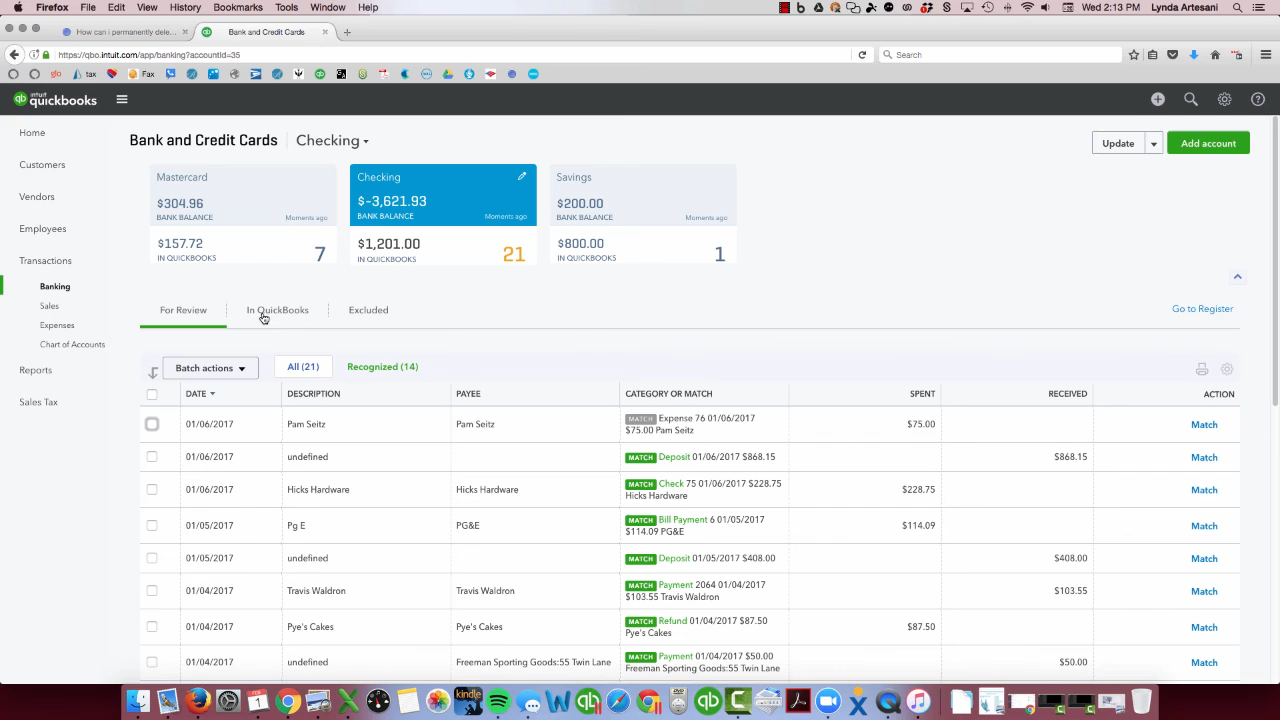 Firefox File Edit View History Bookmarks Tools Window Help Wed 2:13 PM Lynda Artesani
How can i permanently dele... × Bank and Credit Cards × +
https://qbo.intuit.com/app/banking?accountId=35 Search
glo tax Fax
intuit quickbooks
Home
Customers
Vendors
Employees
Transactions
Banking
Sales
Expenses
Chart of Accounts
Reports
Sales Tax
Bank and Credit Cards Checking
Update Add account
Mastercard
$304.96
BANK BALANCE Moments ago
$157.72
IN QUICKBOOKS 7
Checking
$-3,621.93
BANK BALANCE Moments ago
$1,201.00
IN QUICKBOOKS 21
Savings
$200.00
BANK BALANCE Moments ago
$800.00
IN QUICKBOOKS 1
For Review In QuickBooks Excluded Go to Register
Batch actions All (21) Recognized (14)
DATE DESCRIPTION PAYEE CATEGORY OR MATCH SPENT RECEIVED ACTION
01/06/2017 Pam Seitz Pam Seitz MATCH Expense 76 01/06/2017 $75.00 Match
$75.00 Pam Seitz
01/06/2017 undefined MATCH Deposit 01/06/2017 $868.15 $868.15 Match
01/06/2017 Hicks Hardware Hicks Hardware MATCH Check 75 01/06/2017 $228.75 $228.75 Match
Hicks Hardware
01/05/2017 Pg E PG&E MATCH Bill Payment 6 01/05/2017 $114.09 Match
$114.09 PG&E
01/05/2017 undefined MATCH Deposit 01/05/2017 $408.00 $408.00 Match
01/04/2017 Travis Waldron Travis Waldron MATCH Payment 2064 01/04/2017 $103.55 Match
$103.55 Travis Waldron
01/04/2017 Pye's Cakes Pye's Cakes MATCH Refund 01/04/2017 $87.50 $87.50 Match
Pye's Cakes
01/04/2017 undefined Freeman Sporting Goods:55 Twin Lane MATCH Payment 01/04/2017 $50.00 $50.00 Match
Freeman Sporting Goods:55 Twin Lane
kindle